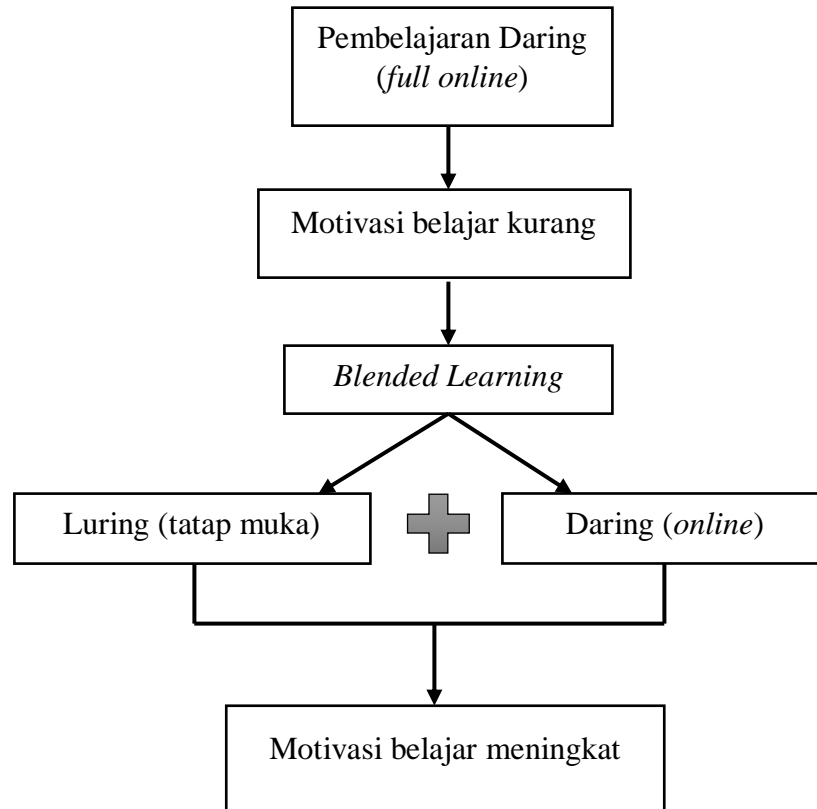 Pembelajaran Daring
(full online)
Motivasi belajar kurang
Blended Learning
Luring (tatap muka)
Daring (online)
Motivasi belajar meningkat